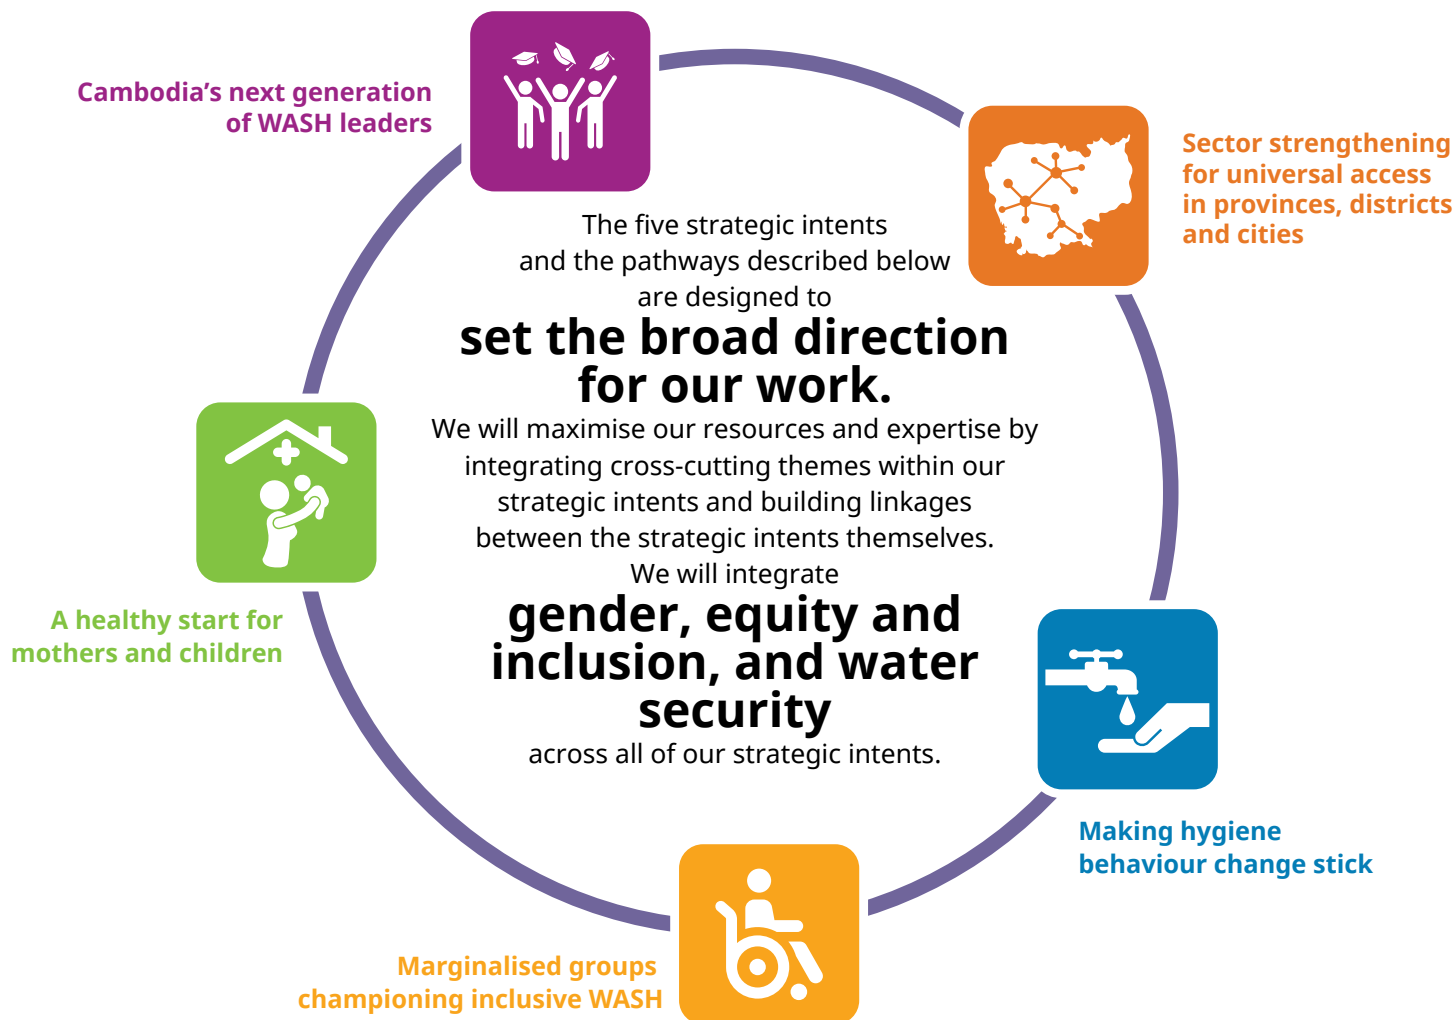 Cambodia’s next generation
of WASH leaders
Sector strengthening
for universal access
in provinces, districts
and cities
The five strategic intents
and the pathways described below
are designed to
set the broad direction
for our work.
We will maximise our resources and expertise by
integrating cross-cutting themes within our
strategic intents and building linkages
between the strategic intents themselves.
We will integrate
gender, equity and
inclusion, and water
security
across all of our strategic intents.
A healthy start for
mothers and children
Making hygiene
behaviour change stick
Marginalised groups
championing inclusive WASH